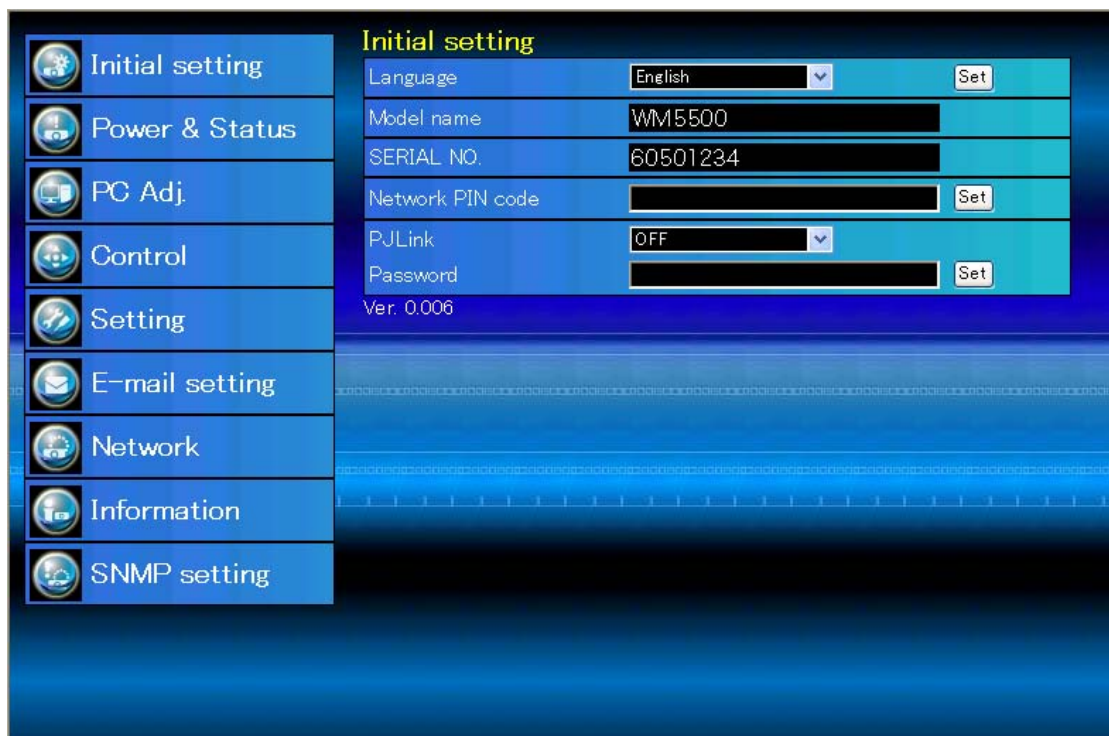 Initial setting
Power & Status
PC Adj.
Control
Setting
E-mail setting
Network
Information
SNMP setting
Initial setting
Language English Set
Model name WM5500
SERIAL NO. 60501234
Network PIN code Set
PJLink OFF
Password Set
Ver. 0.006